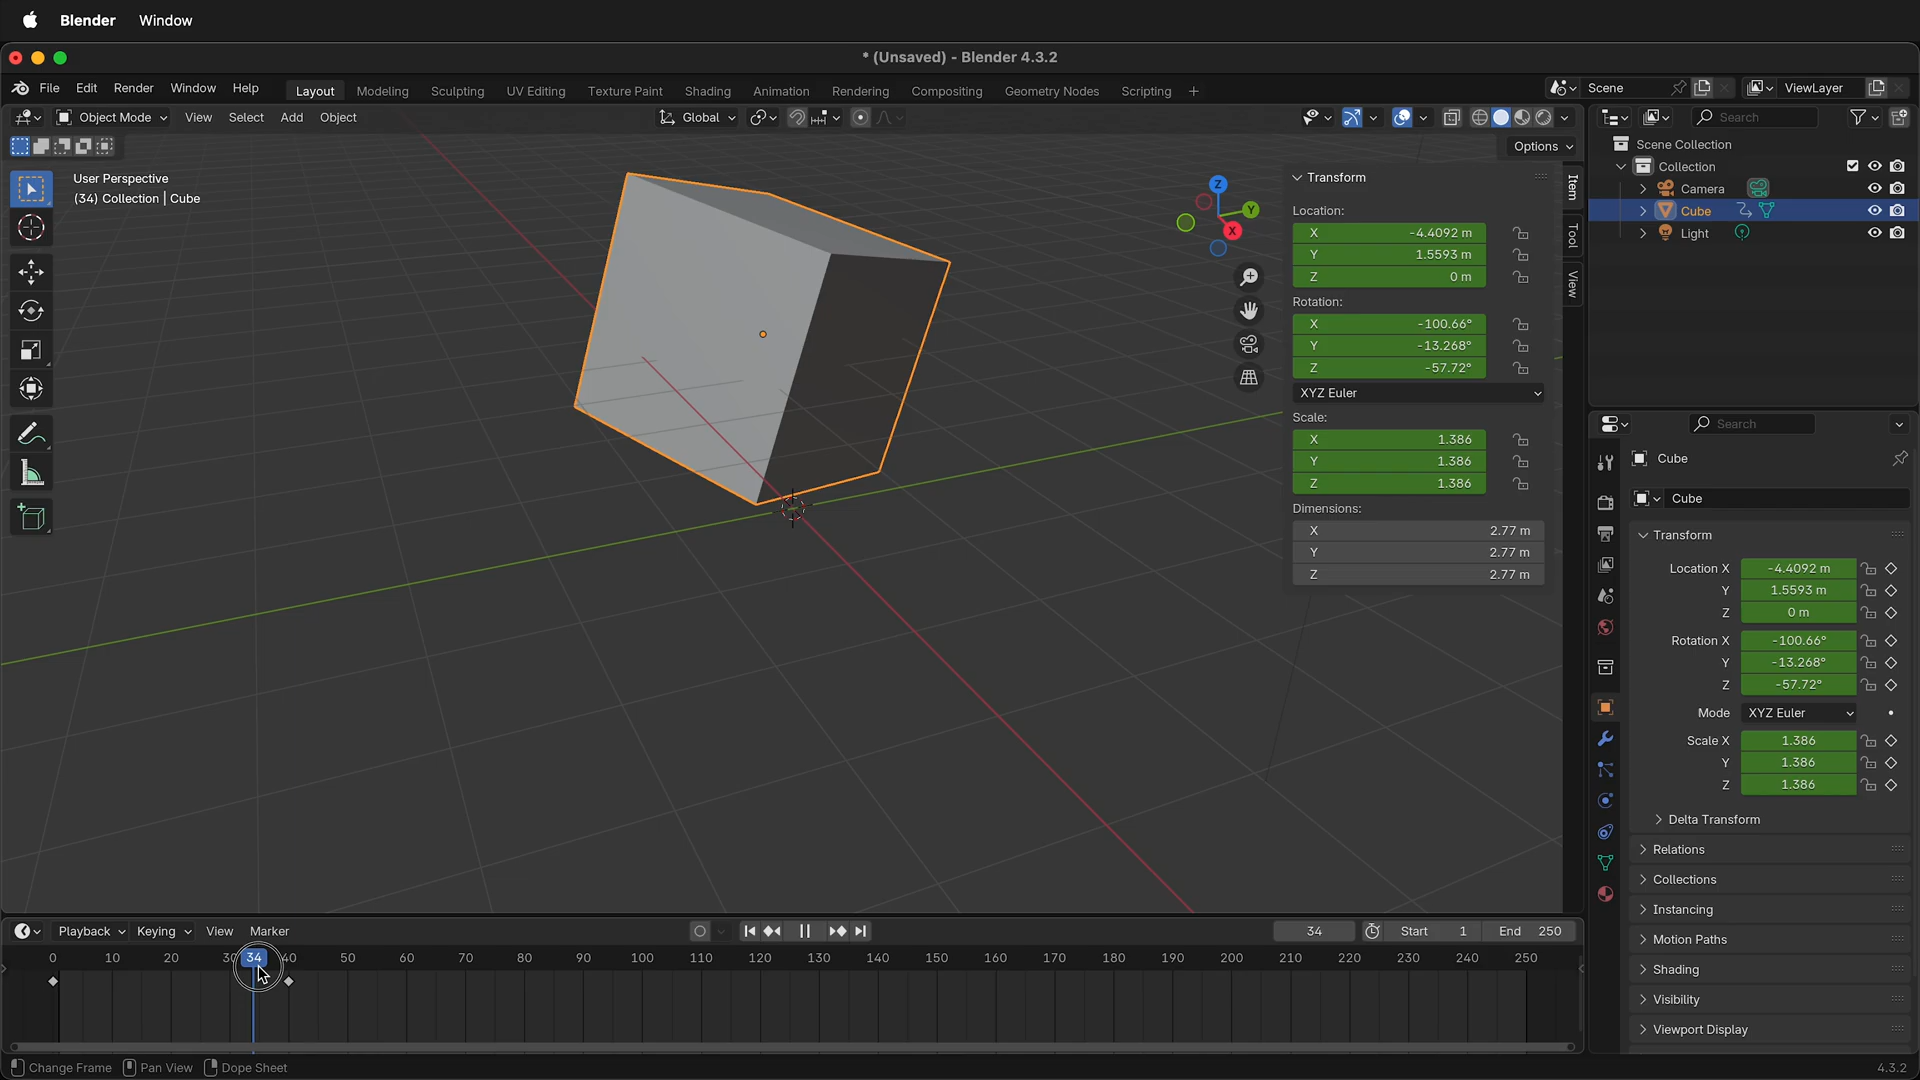 Blender Window
* (Unsaved) - Blender 4.3.2
File Edit Render Window Help Layout Modeling Sculpting UV Editing Texture Paint Shading Animation Rendering Compositing Geometry Nodes Scripting + Scene ViewLayer
Object Mode View Select Add Object Global Search
Options
User Perspective
(34) Collection | Cube
Z
Y
X
Transform
Location:
X -4.4092 m
Y 1.5593 m
Z 0 m
Rotation:
X -100.66°
Y -13.268°
Z -57.72°
XYZ Euler
Scale:
X 1.386
Y 1.386
Z 1.386
Dimensions:
X 2.77 m
Y 2.77 m
Z 2.77 m
Item
Tool
View
Scene Collection
Collection
Camera
Cube
Light
Search
Cube
Cube
Transform
Location X -4.4092 m
Y 1.5593 m
Z 0 m
Rotation X -100.66°
Y -13.268°
Z -57.72°
Mode XYZ Euler
Scale X 1.386
Y 1.386
Z 1.386
Delta Transform
Relations
Collections
Instancing
Motion Paths
Shading
Visibility
Viewport Display
Playback Keying View Marker 34 Start 1 End 250
0 10 20 30 34 40 50 60 70 80 90 100 110 120 130 140 150 160 170 180 190 200 210 220 230 240 250
Change Frame Pan View Dope Sheet 4.3.2